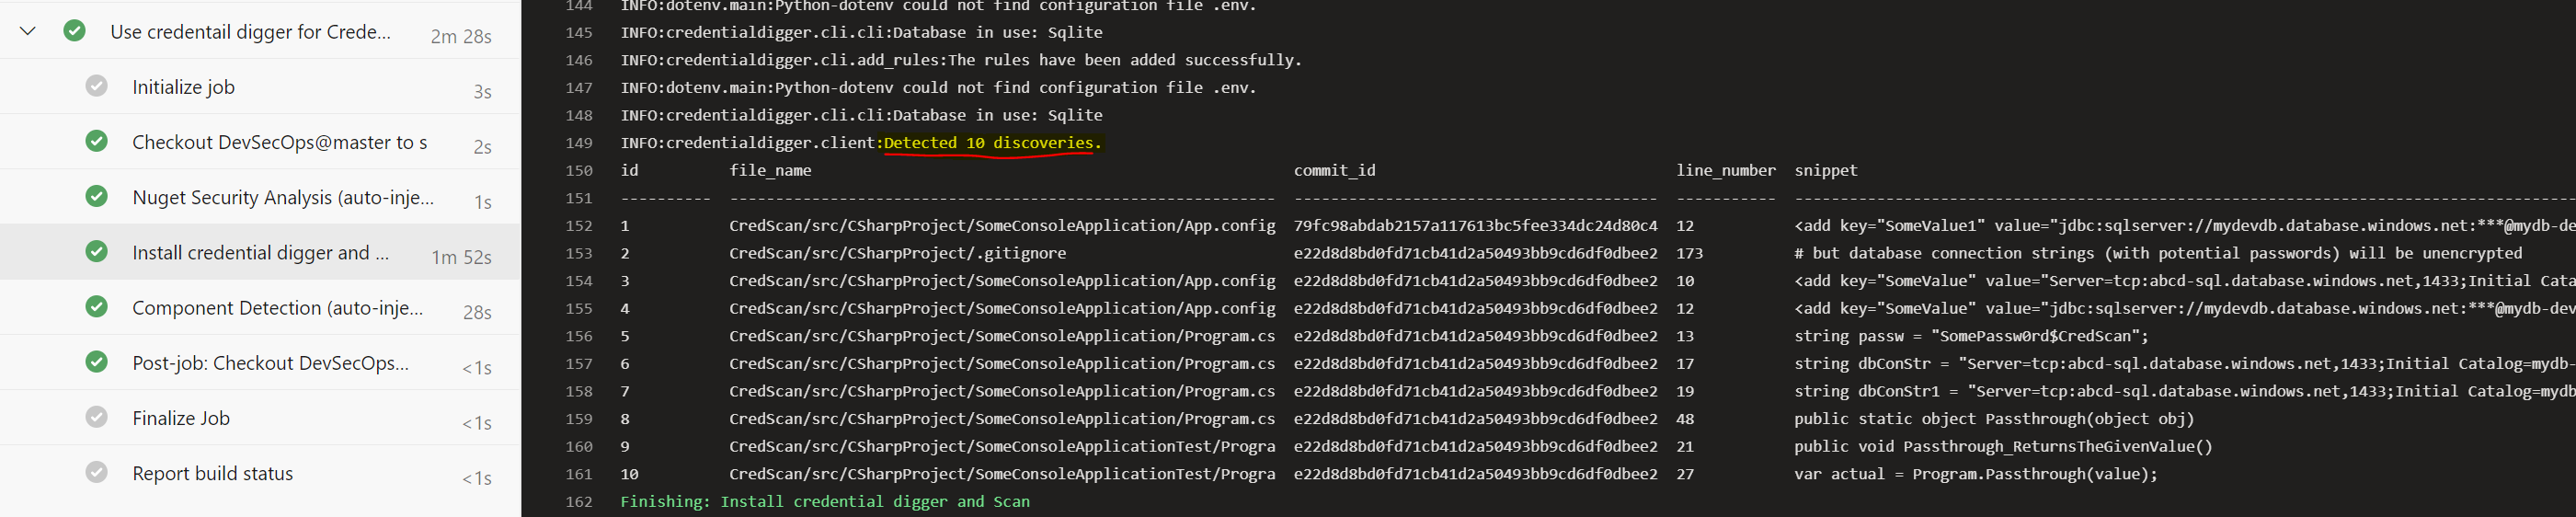 Use credentail digger for Crede... 2m 28s
Initialize job 3s
Checkout DevSecOps@master to s 2s
Nuget Security Analysis (auto-inje... 1s
Install credential digger and ... 1m 52s
Component Detection (auto-inje... 28s
Post-job: Checkout DevSecOps... <1s
Finalize Job <1s
Report build status <1s
144 INFO:dotenv.main:Python-dotenv could not find configuration file .env.
145 INFO:credentialdigger.cli.cli:Database in use: Sqlite
146 INFO:credentialdigger.cli.add_rules:The rules have been added successfully.
147 INFO:dotenv.main:Python-dotenv could not find configuration file .env.
148 INFO:credentialdigger.cli.cli:Database in use: Sqlite
149 INFO:credentialdigger.client:Detected 10 discoveries.
150 id file_name commit_id line_number snippet
151 ---------- ------------------------------------------------------------ ---------------------------------------- ----------- --------------------------------------------------------------------------------------
152 1 CredScan/src/CSharpProject/SomeConsoleApplication/App.config 79fc98abdab2157a117613bc5fee334dc24d80c4 12 <add key="SomeValue1" value="jdbc:sqlserver://mydevdb.database.windows.net:***@mydb-de
153 2 CredScan/src/CSharpProject/.gitignore e22d8d8bd0fd71cb41d2a50493bb9cd6df0dbee2 173 # but database connection strings (with potential passwords) will be unencrypted
154 3 CredScan/src/CSharpProject/SomeConsoleApplication/App.config e22d8d8bd0fd71cb41d2a50493bb9cd6df0dbee2 10 <add key="SomeValue" value="Server=tcp:abcd-sql.database.windows.net,1433;Initial Cata
155 4 CredScan/src/CSharpProject/SomeConsoleApplication/App.config e22d8d8bd0fd71cb41d2a50493bb9cd6df0dbee2 12 <add key="SomeValue" value="jdbc:sqlserver://mydevdb.database.windows.net:***@mydb-dev
156 5 CredScan/src/CSharpProject/SomeConsoleApplication/Program.cs e22d8d8bd0fd71cb41d2a50493bb9cd6df0dbee2 13 string passw = "SomePassw0rd$CredScan";
157 6 CredScan/src/CSharpProject/SomeConsoleApplication/Program.cs e22d8d8bd0fd71cb41d2a50493bb9cd6df0dbee2 17 string dbConStr = "Server=tcp:abcd-sql.database.windows.net,1433;Initial Catalog=mydb-
158 7 CredScan/src/CSharpProject/SomeConsoleApplication/Program.cs e22d8d8bd0fd71cb41d2a50493bb9cd6df0dbee2 19 string dbConStr1 = "Server=tcp:abcd-sql.database.windows.net,1433;Initial Catalog=mydb
159 8 CredScan/src/CSharpProject/SomeConsoleApplication/Program.cs e22d8d8bd0fd71cb41d2a50493bb9cd6df0dbee2 48 public static object Passthrough(object obj)
160 9 CredScan/src/CSharpProject/SomeConsoleApplicationTest/Progra e22d8d8bd0fd71cb41d2a50493bb9cd6df0dbee2 21 public void Passthrough_ReturnsTheGivenValue()
161 10 CredScan/src/CSharpProject/SomeConsoleApplicationTest/Progra e22d8d8bd0fd71cb41d2a50493bb9cd6df0dbee2 27 var actual = Program.Passthrough(value);
162 Finishing: Install credential digger and Scan